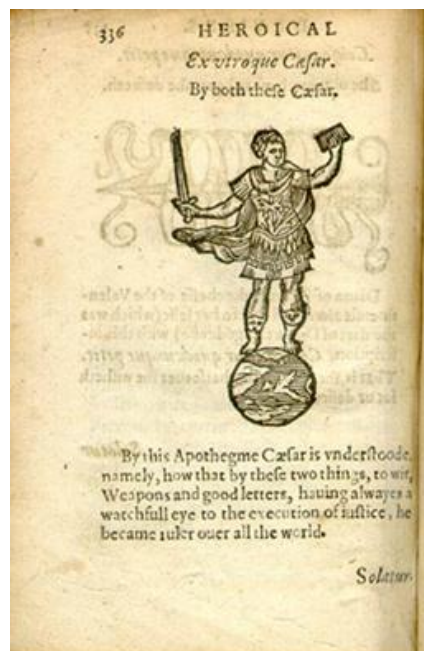 336 HEROICAL
Ex vtroque Cæsar.
By both these Cæsar.
By this Apothegme Cæsar is vnderstoode,
namely, how that by these two things, to wit,
Weapons and good letters, hauing alwayes a
watchfull eye to the execution of iustice, he
became ruler ouer all the world.
Solatur